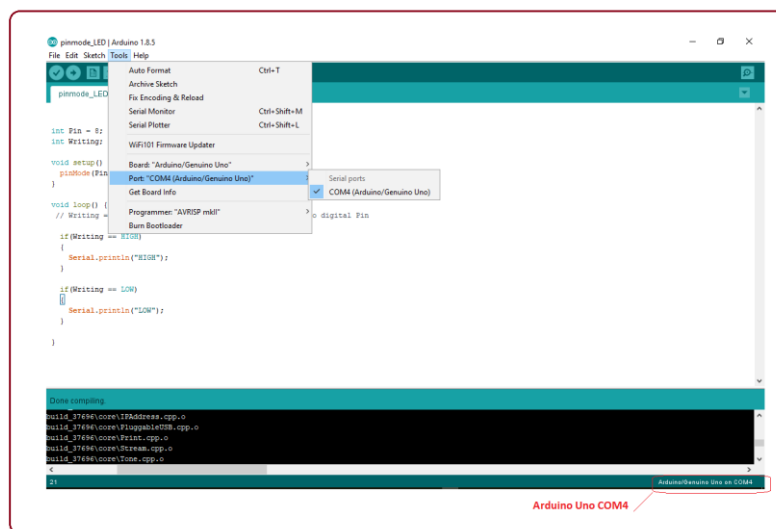 pinmode_LED | Arduino 1.8.5
File Edit Sketch Tools Help
pinmode_LED
Auto Format Ctrl+T
Archive Sketch
Fix Encoding & Reload
Serial Monitor Ctrl+Shift+M
Serial Plotter Ctrl+Shift+L
WiFi101 Firmware Updater
Board: "Arduino/Genuino Uno"
Port: "COM4 (Arduino/Genuino Uno)"
Get Board Info
Programmer: "AVRISP mkII"
Burn Bootloader
Serial ports
COM4 (Arduino/Genuino Uno)
int Pin = 8;
int Writing;
void setup()
pinMode(Pin
}
void loop() {
// Writing = o digital Pin
if(Writing == HIGH)
{
Serial.println("HIGH");
}
if(Writing == LOW)
{
Serial.println("LOW");
}
}
Done compiling.
build_37696\core\IPAddress.cpp.o
build_37696\core\PluggableUSB.cpp.o
build_37696\core\Print.cpp.o
build_37696\core\Stream.cpp.o
build_37696\core\Tone.cpp.o
21 Arduino/Genuino Uno on COM4
Arduino Uno COM4